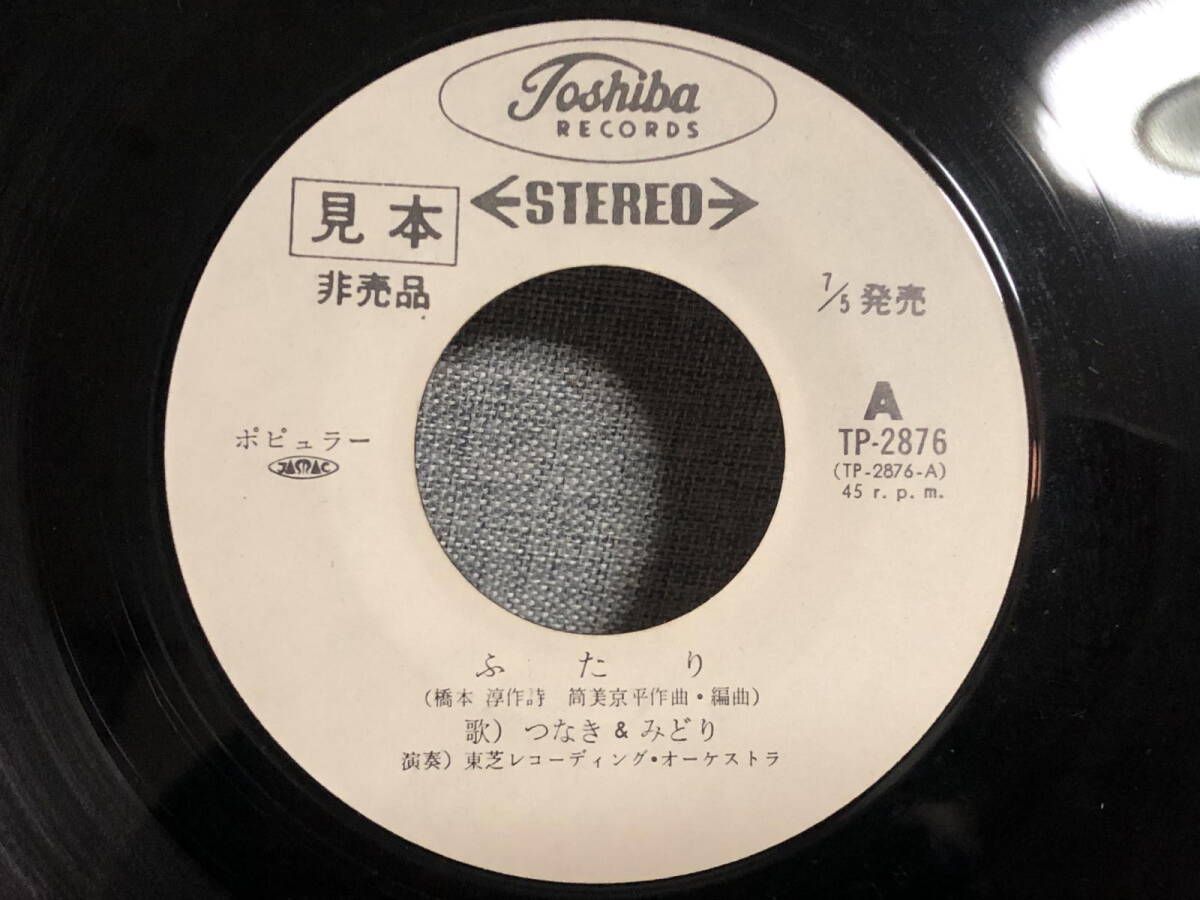 Toshiba
RECORDS
見本
←STEREO→
非売品
7/5 発売
ポピュラー
JASRAC
A
TP-2876
(TP-2876-A)
45 r. p. m.
ふたり
(橋本 淳作詩 筒美京平作曲・編曲)
歌) つなき & みどり
演奏) 東芝レコーディング・オーケストラ